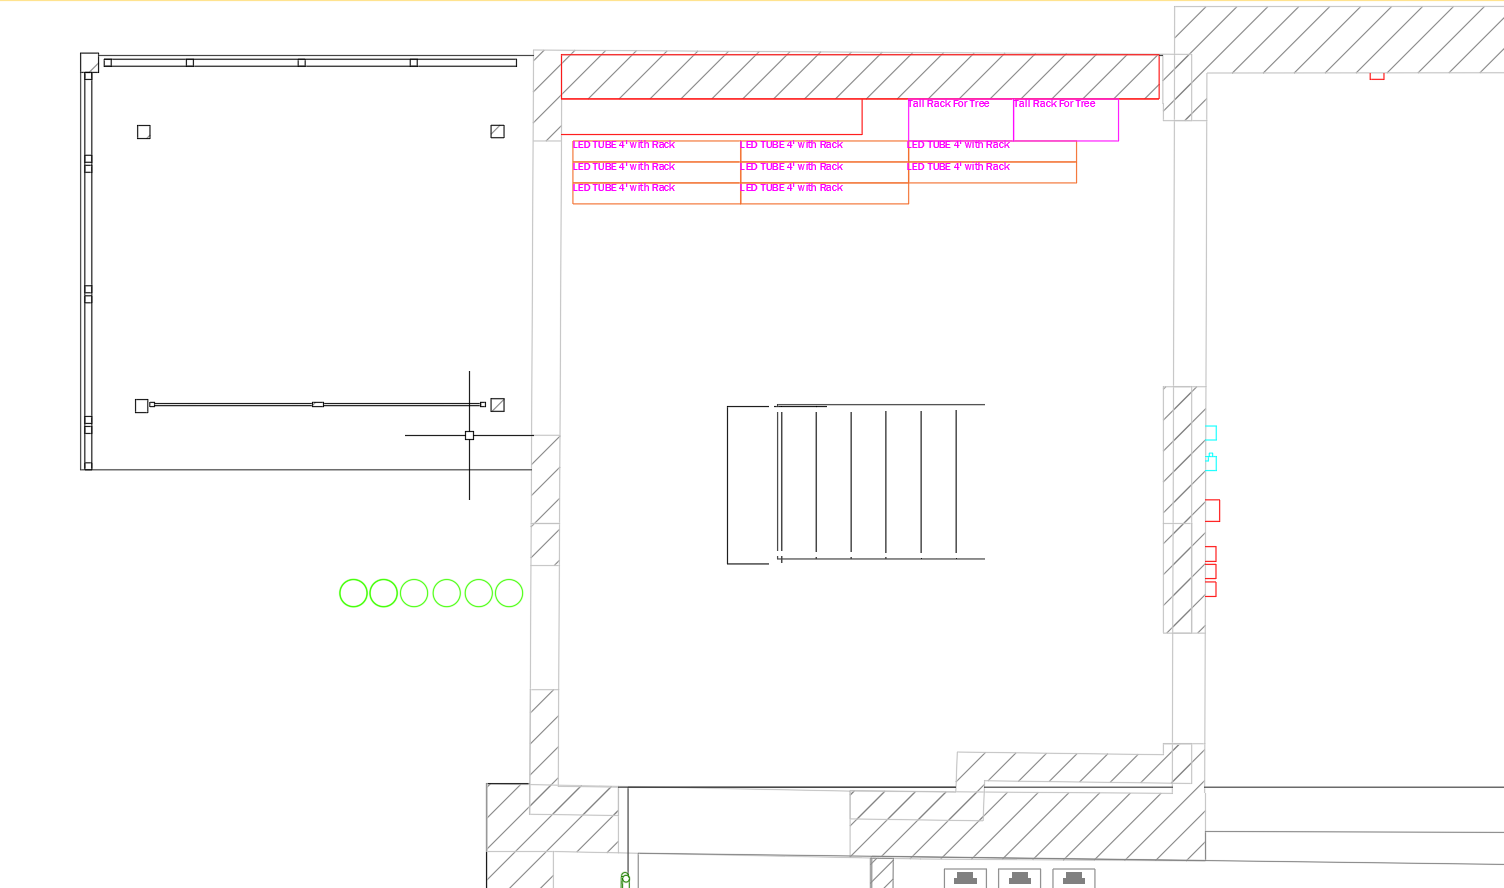 Tall Rack For Tree Tall Rack For Tree
LED TUBE 4' with Rack LED TUBE 4' with Rack LED TUBE 4' with Rack
LED TUBE 4' with Rack LED TUBE 4' with Rack LED TUBE 4' with Rack
LED TUBE 4' with Rack LED TUBE 4' with Rack